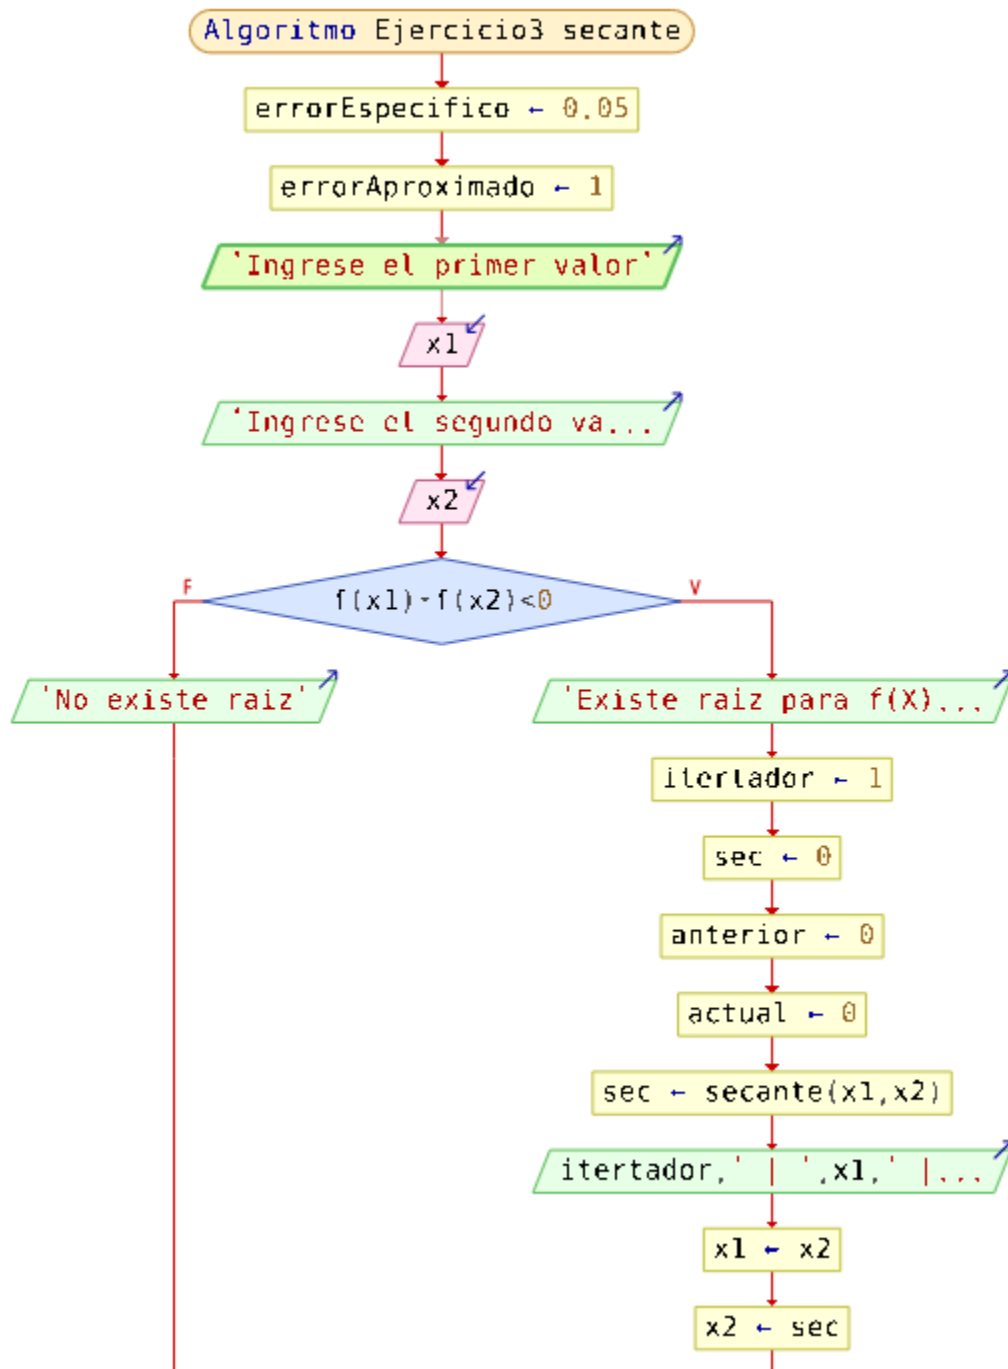 Algoritmo Ejercicio3 secante
errorEspecifico ← 0.05
errorAproximado ← 1
'Ingrese el primer valor'
x1
'Ingrese el segundo va...
x2
F
V
f(x1)*f(x2)<0
'No existe raiz'
'Existe raiz para f(X)...
itertador ← 1
sec ← 0
anterior ← 0
actual ← 0
sec ← secante(x1,x2)
itertador,' | ',x1,' |...
x1 ← x2
x2 ← sec